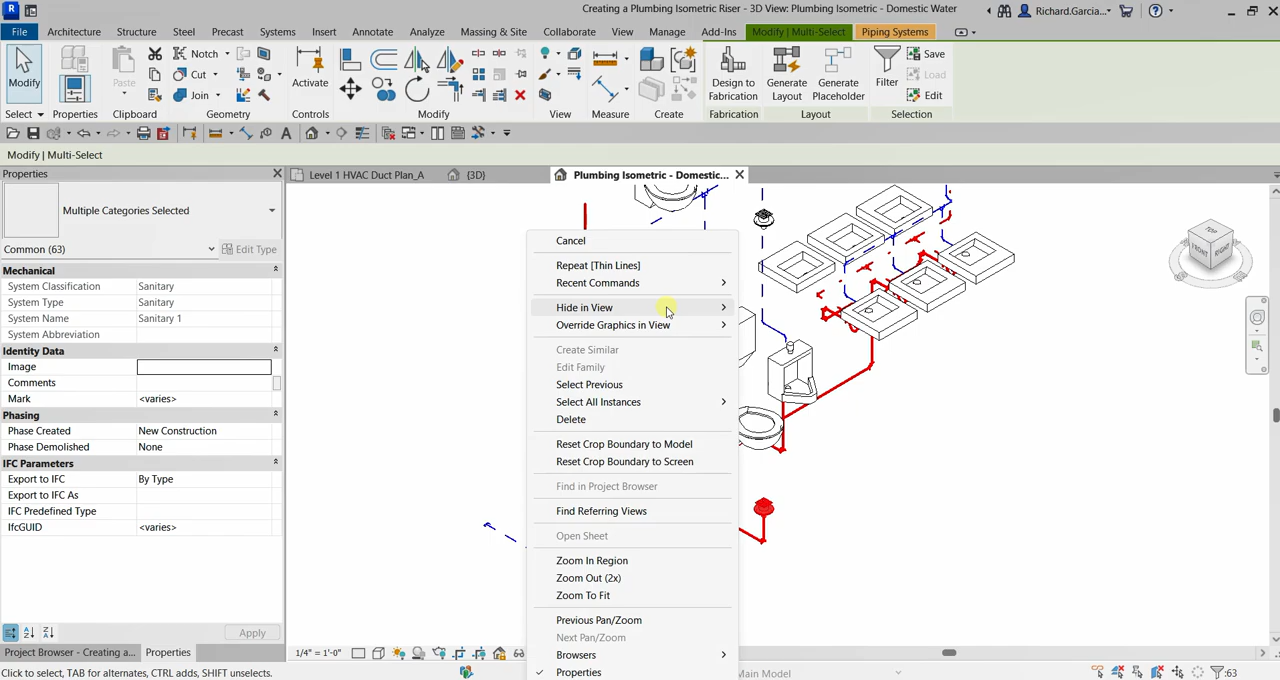 Creating a Plumbing Isometric Riser - 3D View: Plumbing Isometric - Domestic Water
Richard.Garcia...
File Architecture Structure Steel Precast Systems Insert Annotate Analyze Massing & Site Collaborate View Manage Add-Ins Modify | Multi-Select Piping Systems
Modify
Paste
Notch
Cut
Join
Activate
Design to
Fabrication
Generate
Layout
Generate
Placeholder
Filter
Save
Load
Edit
Select Properties Clipboard Geometry Controls Modify View Measure Create Fabrication Layout Selection
Modify | Multi-Select
Properties
Level 1 HVAC Duct Plan_A
{3D}
Plumbing Isometric - Domestic...
Multiple Categories Selected
Common (63)
Edit Type
Mechanical
System Classification Sanitary
System Type Sanitary
System Name Sanitary 1
System Abbreviation
Identity Data
Image
Comments
Mark <varies>
Phasing
Phase Created New Construction
Phase Demolished None
IFC Parameters
Export to IFC By Type
Export to IFC As
IFC Predefined Type
IfcGUID <varies>
Apply
Project Browser - Creating a...
Properties
Cancel
Repeat [Thin Lines]
Recent Commands
Hide in View
Override Graphics in View
Create Similar
Edit Family
Select Previous
Select All Instances
Delete
Reset Crop Boundary to Model
Reset Crop Boundary to Screen
Find in Project Browser
Find Referring Views
Open Sheet
Zoom In Region
Zoom Out (2x)
Zoom To Fit
Previous Pan/Zoom
Next Pan/Zoom
Browsers
Properties
TOP
FRONT
RIGHT
1/4" = 1'-0"
Click to select, TAB for alternates, CTRL adds, SHIFT unselects.
Main Model
:63